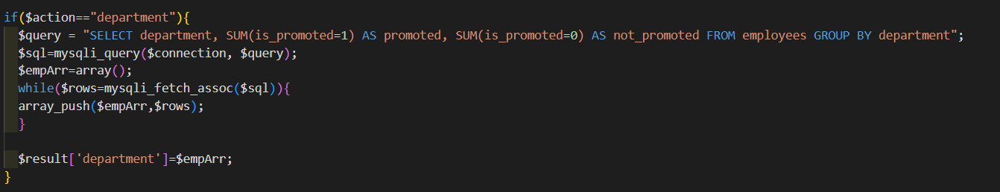 if($action=="department"){
$query = "SELECT department, SUM(is_promoted=1) AS promoted, SUM(is_promoted=0) AS not_promoted FROM employees GROUP BY department";
$sql=mysqli_query($connection, $query);
$empArr=array();
while($rows=mysqli_fetch_assoc($sql)){
array_push($empArr,$rows);
}
$result['department']=$empArr;
}